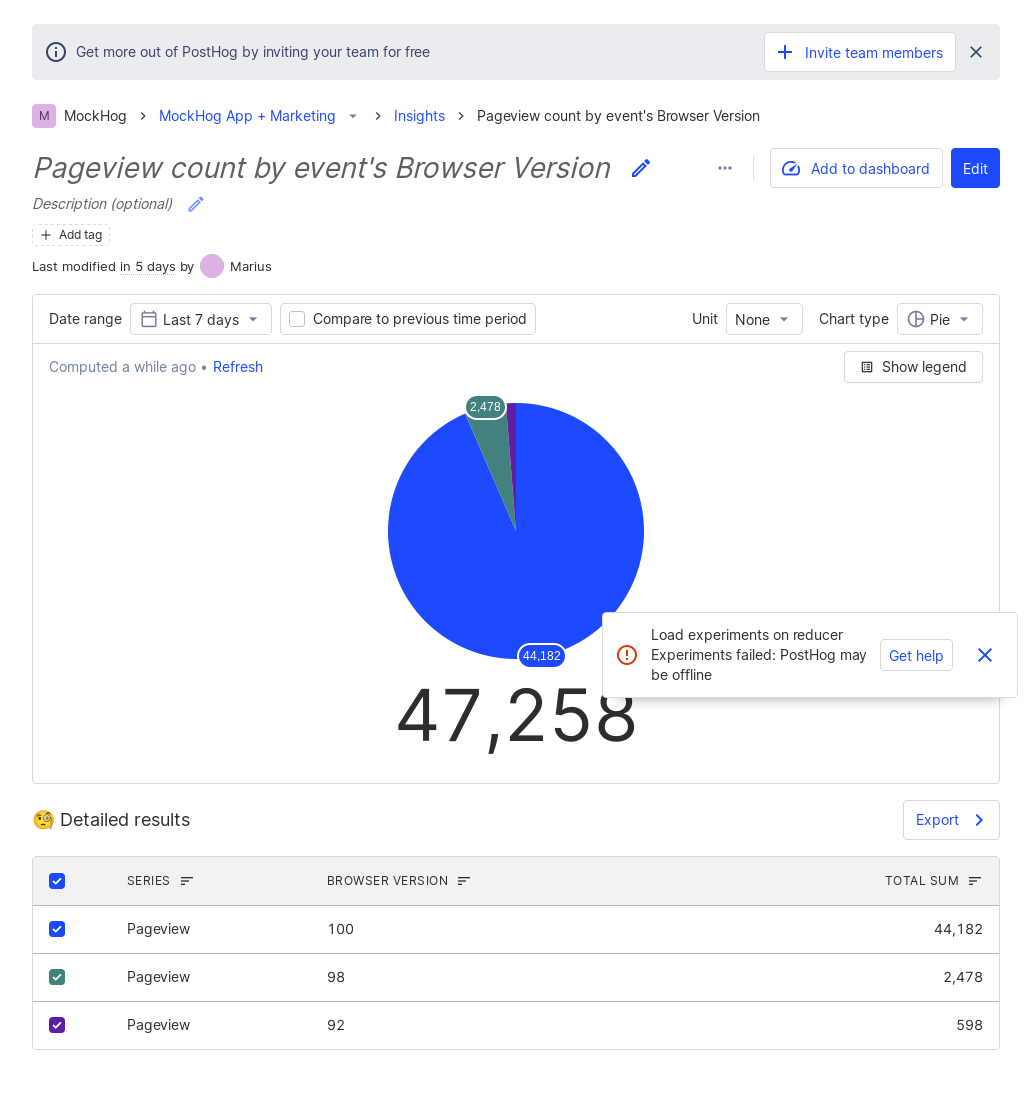 Get more out of PostHog by inviting your team for free
Invite team members
M MockHog MockHog App + Marketing Insights Pageview count by event's Browser Version
Pageview count by event's Browser Version
Add to dashboard
Edit
Description (optional)
Add tag
Last modified in 5 days by Marius
Date range Last 7 days Compare to previous time period Unit None Chart type Pie
Computed a while ago • Refresh
Show legend
2,478
44,182
47,258
Load experiments on reducer
Experiments failed: PostHog may
be offline
Get help
🧐 Detailed results
Export
SERIES BROWSER VERSION TOTAL SUM
Pageview 100 44,182
Pageview 98 2,478
Pageview 92 598